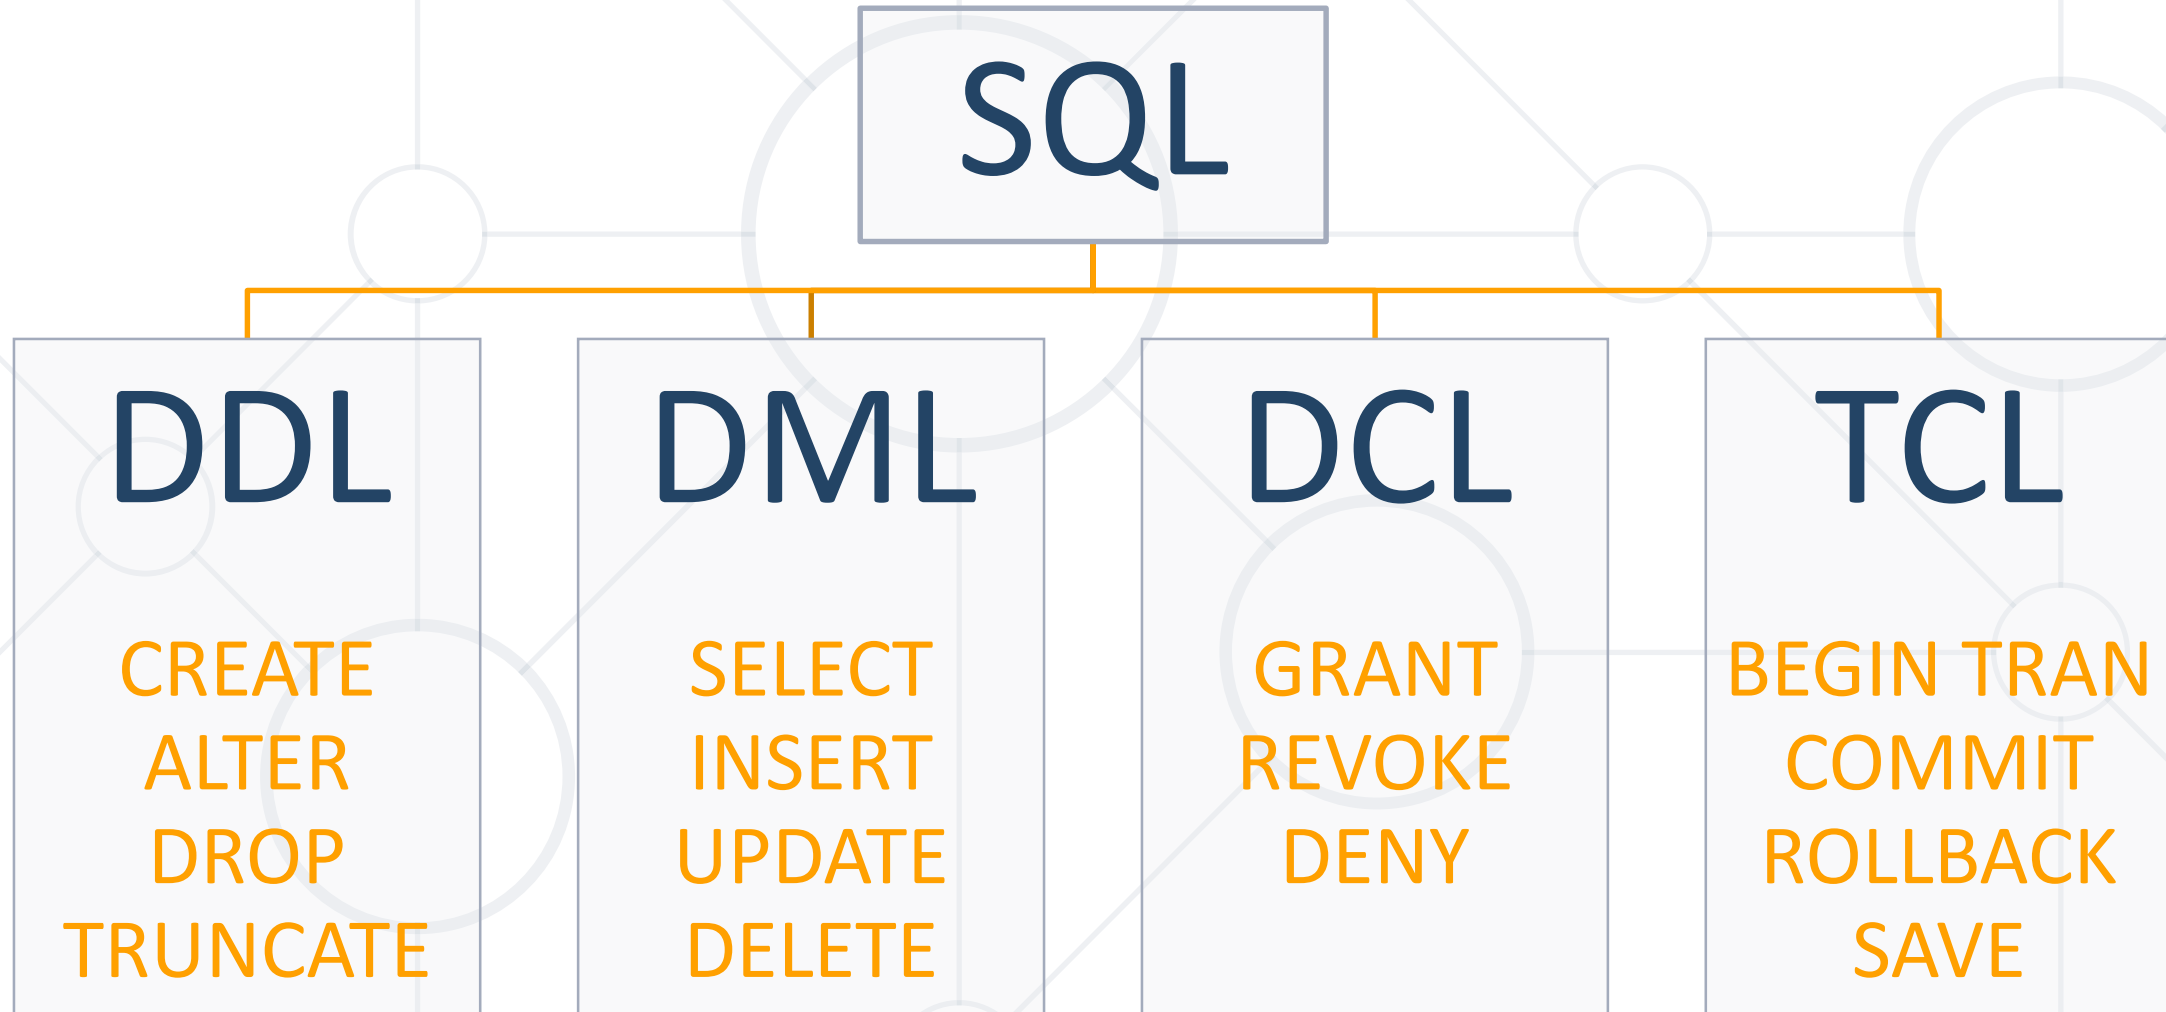 SQL
DDL
CREATE
ALTER
DROP
TRUNCATE
DML
SELECT
INSERT
UPDATE
DELETE
DCL
GRANT
REVOKE
DENY
TCL
BEGIN TRAN
COMMIT
ROLLBACK
SAVE